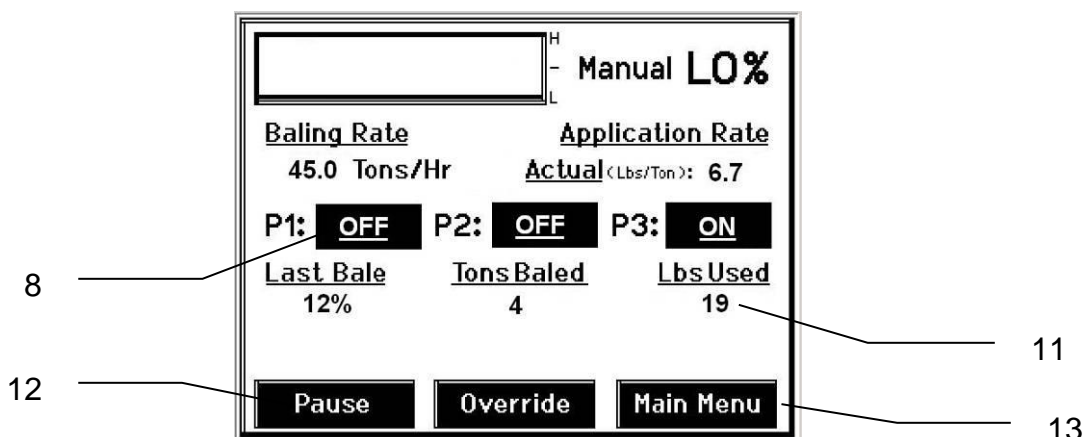 H
- Manual LO%
L
Baling Rate Application Rate
45.0 Tons/Hr Actual (Lbs/Ton): 6.7
P1: OFF P2: OFF P3: ON
8
Last Bale Tons Baled Lbs Used
12% 4 19
11
12
Pause Override Main Menu
13